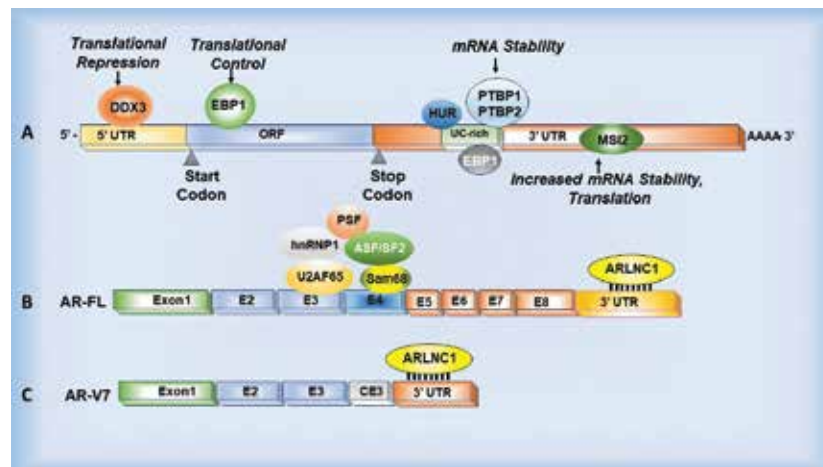 Translational
Repression
Translational
Control
mRNA Stability
DDX3
EBP1
PTBP1
PTBP2
HUR
A
5' -
5' UTR
ORF
UC-rich
3' UTR
MSI2
AAAA-3'
EBP1
Start
Codon
Stop
Codon
Increased mRNA Stability,
Translation
PSF
hnRNP1
ASF/SF2
U2AF65
Sam68
ARLNC1
B
AR-FL
Exon1
E2
E3
E4
E5
E6
E7
E8
3' UTR
ARLNC1
C
AR-V7
Exon1
E2
E3
CE3
3' UTR